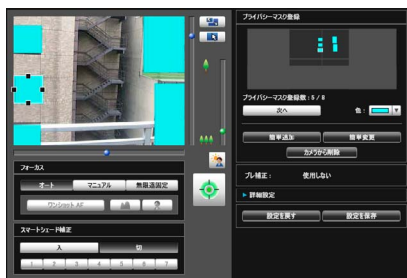 プライバシーマスク登録
プライバシーマスク登録数 : 5 / 8
次へ
色 :
簡単追加
簡単変更
カメラから削除
ブレ補正 :
使用しない
詳細設定
設定を戻す
設定を保存
フォーカス
オート
マニュアル
無限遠固定
ワンショット AF
スマートシェード補正
入
切
1
2
3
4
5
6
7